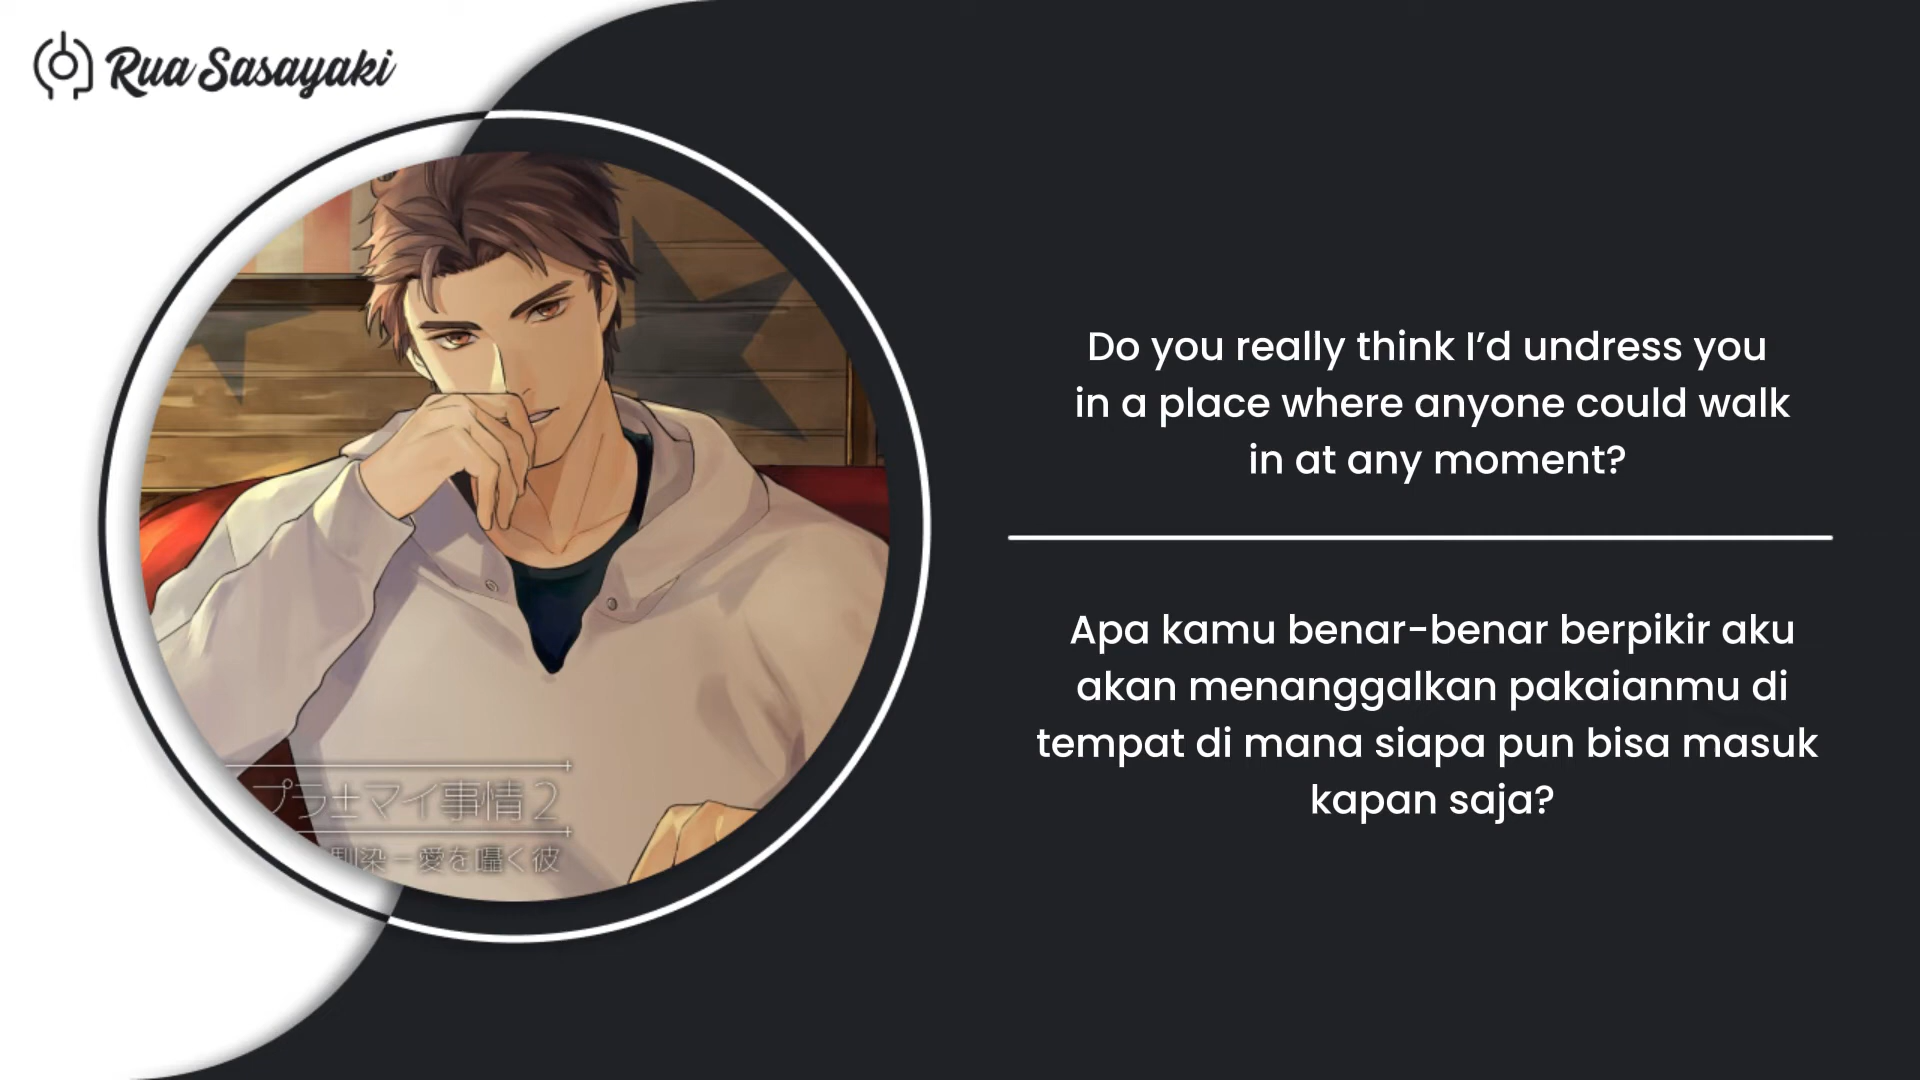 Rua Sasayaki
Do you really think I’d undress you
in a place where anyone could walk
in at any moment?
Apa kamu benar-benar berpikir aku
akan menanggalkan pakaianmu di
tempat di mana siapa pun bisa masuk
kapan saja?
プラ±マイ事情2
馴染－愛を囁く彼